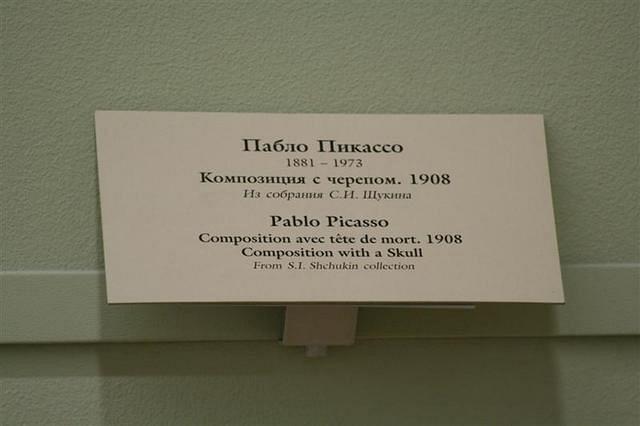 Пабло Пикассо
1881 – 1973
Композиция с черепом. 1908
Из собрания С.И. Щукина
Pablo Picasso
Composition avec tête de mort. 1908
Composition with a Skull
From S.I. Shchukin collection